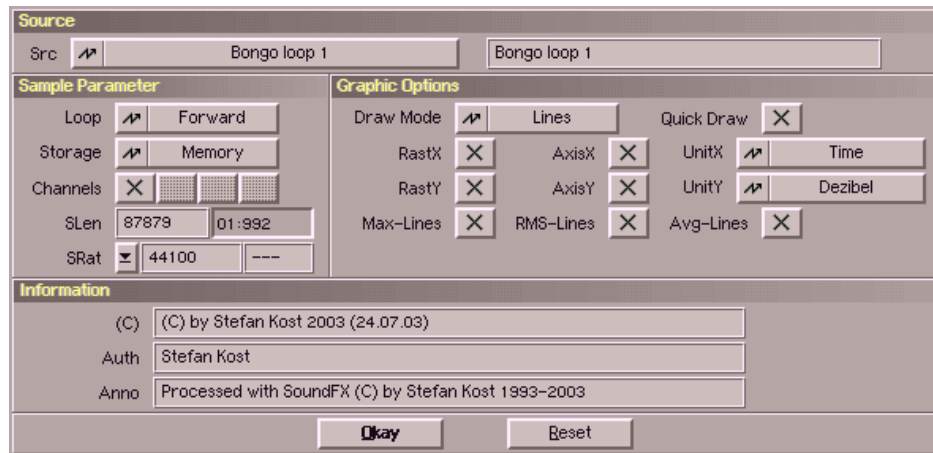 Source
Src Bongo loop 1 Bongo loop 1
Sample Parameter Graphic Options
Loop Forward Draw Mode Lines Quick Draw
Storage Memory RastX AxisX UnitX Time
Channels RastY AxisY UnitY Dezibel
SLen 87879 01:992 Max-Lines RMS-Lines Avg-Lines
SRat 44100 ---
Information
(C) (C) by Stefan Kost 2003 (24.07.03)
Auth Stefan Kost
Anno Processed with SoundFX (C) by Stefan Kost 1993-2003
Okay Reset